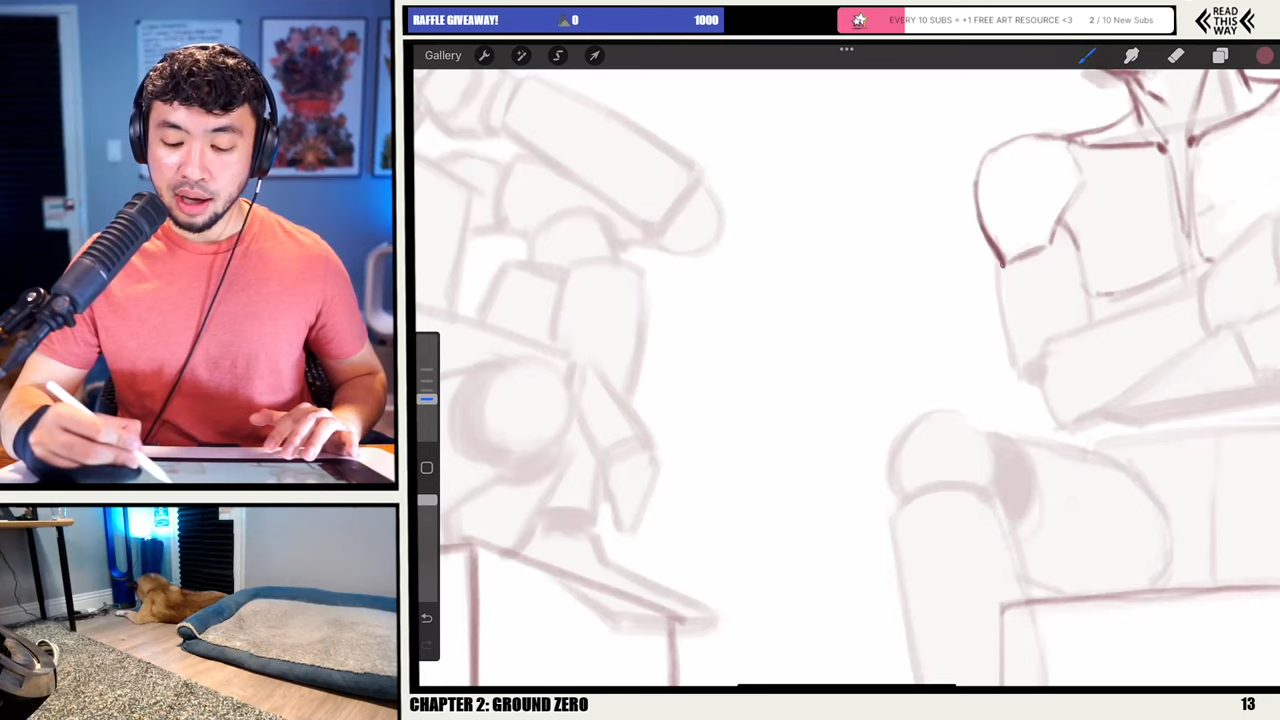 RAFFLE GIVEAWAY! 0 1000
EVERY 10 SUBS = +1 FREE ART RESOURCE <3 2 / 10 New Subs
READ
THIS
WAY
Gallery
CHAPTER 2: GROUND ZERO 13